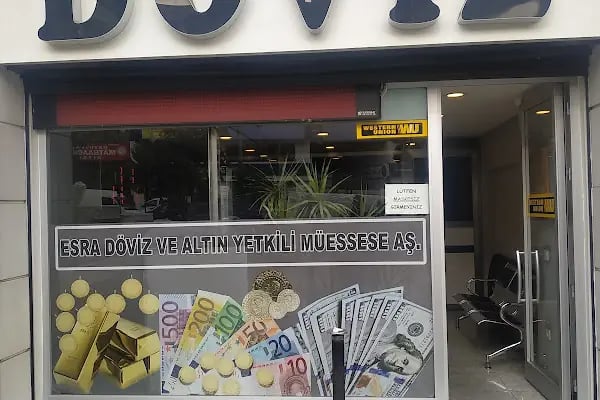 DÖVİZ
WESTERN UNION WU
LÜTFEN
MASKESİZ
GİRMEYİNİZ
WESTERN UNION
ESRA DÖVİZ VE ALTIN YETKİLİ MÜESSESE AŞ.
500
200
100
50
20
10